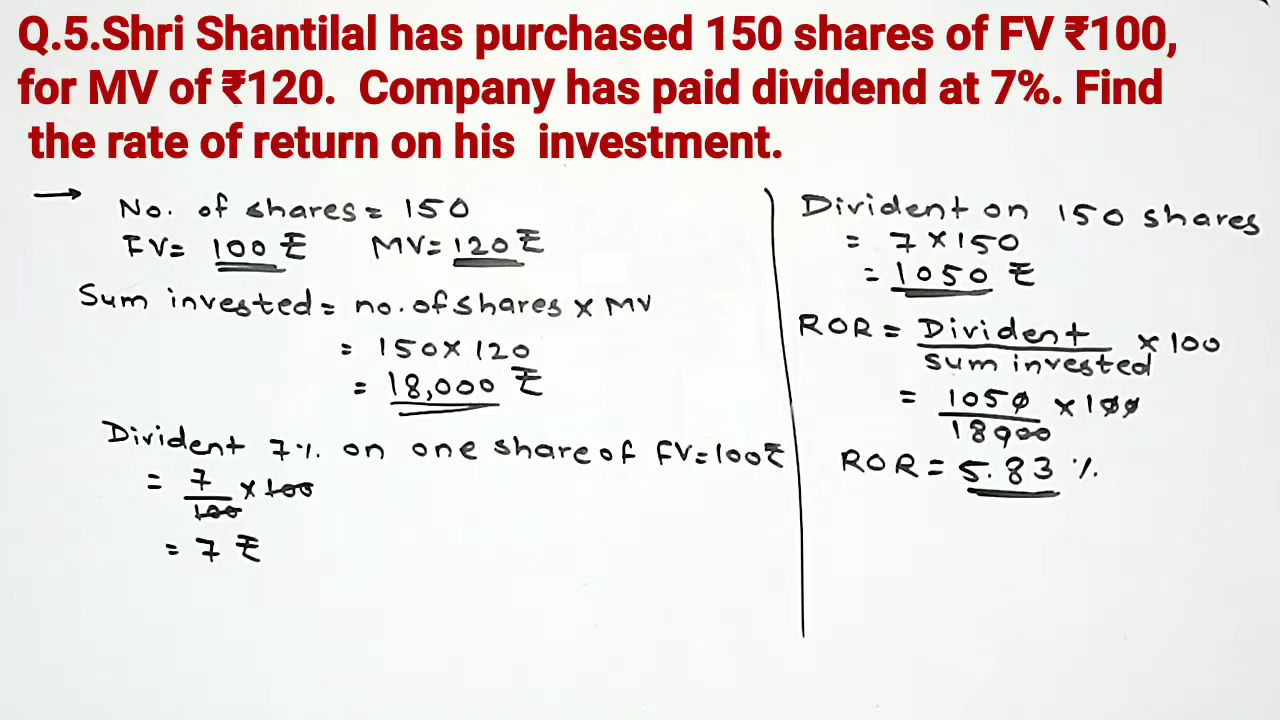 Q.5.Shri Shantilal has purchased 150 shares of FV ₹100,
for MV of ₹120. Company has paid dividend at 7%. Find
the rate of return on his investment.
→ No. of shares = 150
FV= 100 ₹ MV= 120 ₹
Sum invested = no. of shares x MV
= 150 x 120
= 18,000 ₹
Divident 7% on one share of FV=100₹
= 7/100 x 100
= 7 ₹
Divident on 150 shares
= 7 x 150
= 1050 ₹
ROR = Divident/sum invested x 100
= 1050/18000 x 100
ROR = 5.83 %